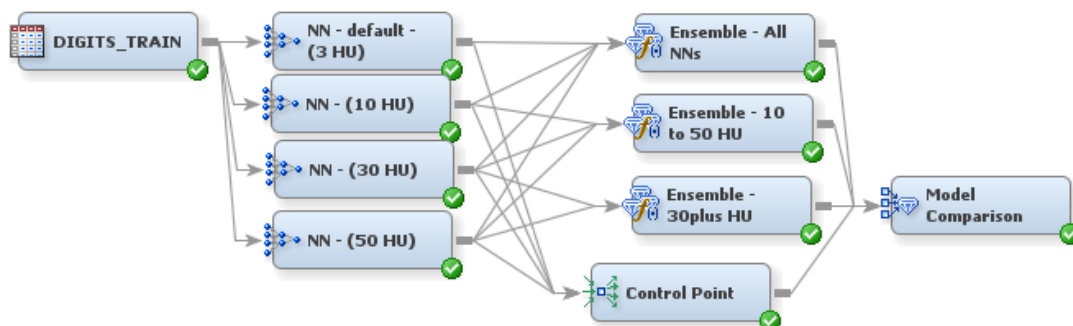 DIGITS_TRAIN
NN - default -
(3 HU)
NN - (10 HU)
NN - (30 HU)
NN - (50 HU)
Ensemble - All
NNs
Ensemble - 10
to 50 HU
Ensemble -
30plus HU
Control Point
Model
Comparison